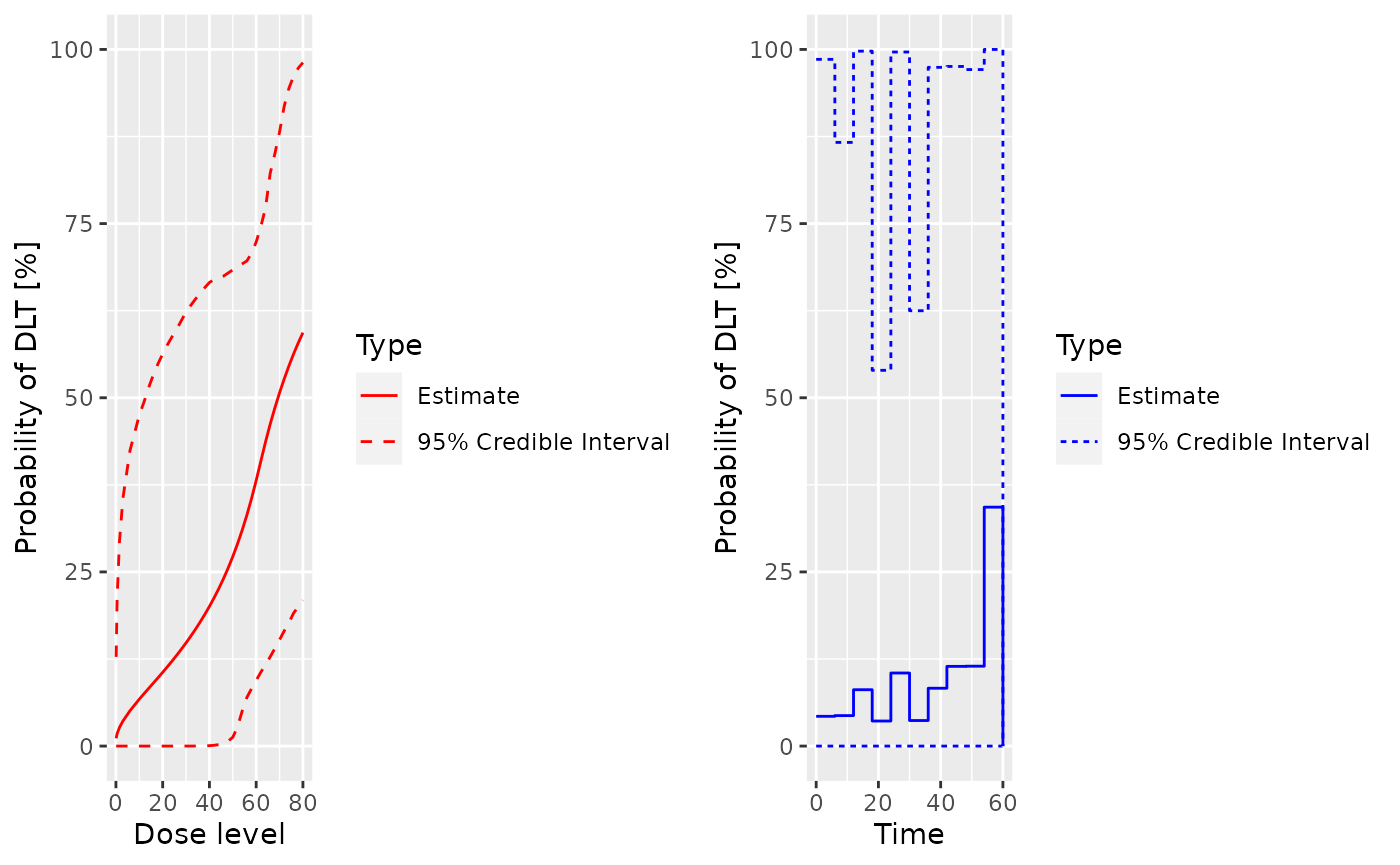 Probability of DLT [%]
100
75
50
25
0
0 20 40 60 80
Dose level
Type
Estimate
95% Credible Interval
Probability of DLT [%]
100
75
50
25
0
0 20 40 60
Time
Type
Estimate
95% Credible Interval